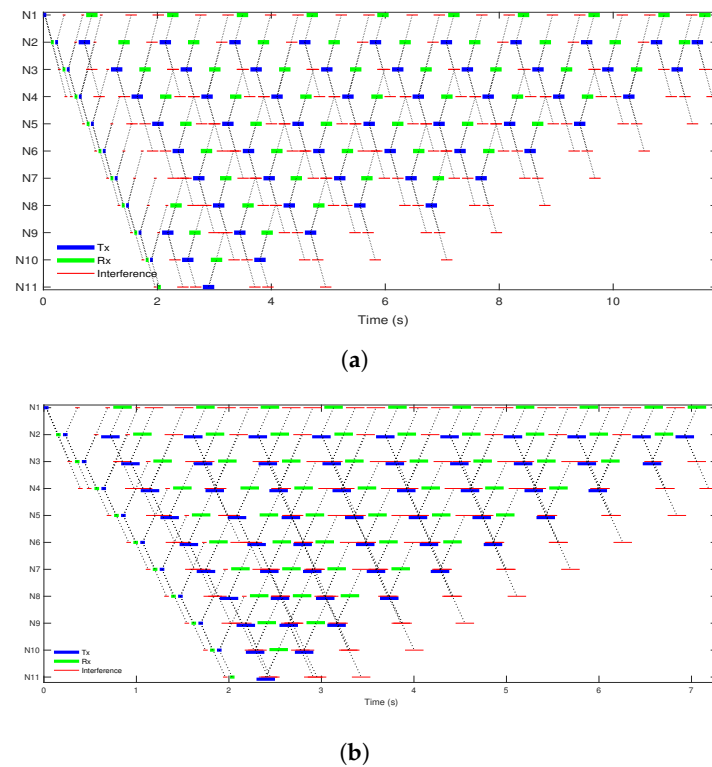 N1
N2
N3
N4
N5
N6
N7
N8
N9
N10
N11
Tx
Rx
Interference
0 2 4 6 8 10
Time (s)
(a)
N1
N2
N3
N4
N5
N6
N7
N8
N9
N10
N11
Tx
Rx
Interference
0 1 2 3 4 5 6 7
Time (s)
(b)